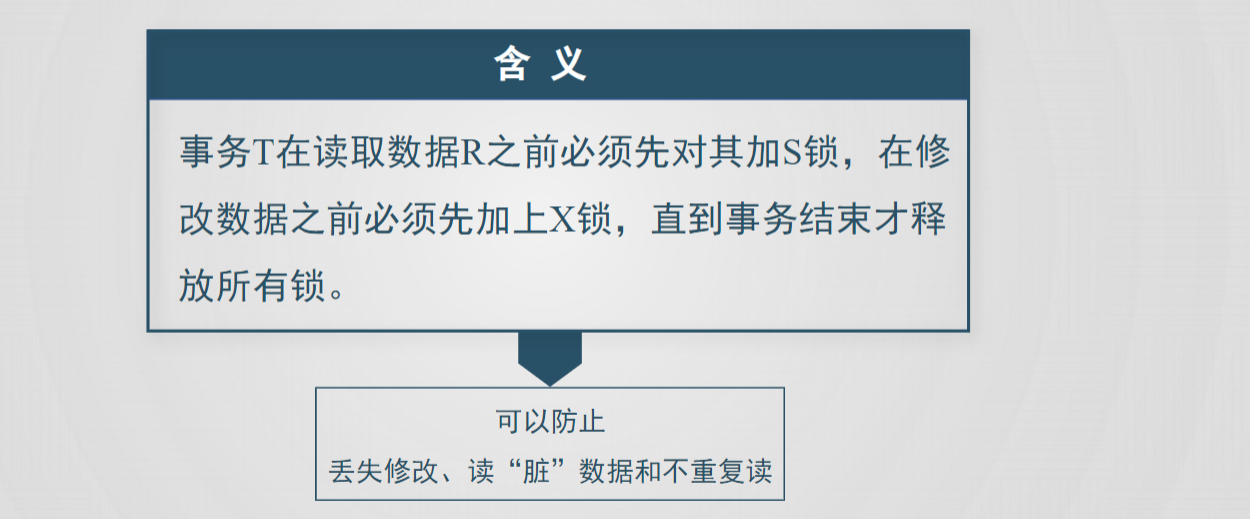 含 义
事务T在读取数据R之前必须先对其加S锁，在修
改数据之前必须先加上X锁，直到事务结束才释
放所有锁。
可以防止
丢失修改、读“脏”数据和不重复读